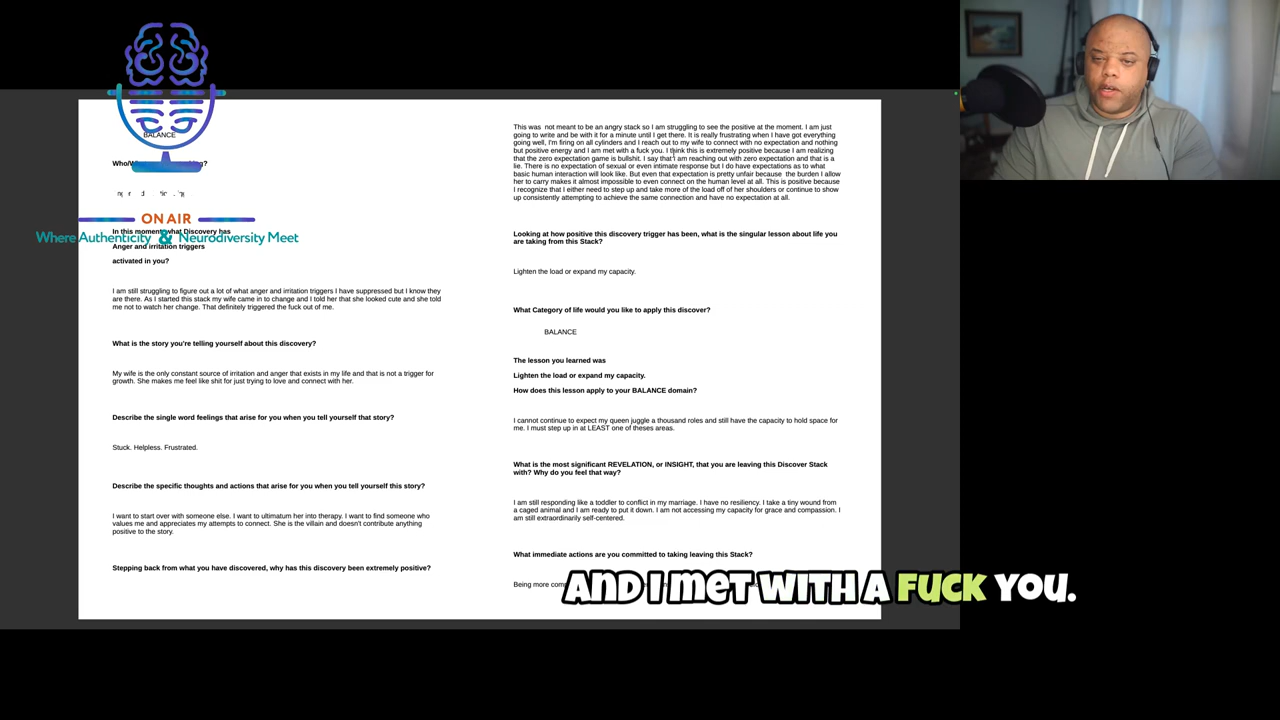 BALANCE
ON AIR
Where Authenticity & Neurodiversity Meet
In this moment what Discovery has
Anger and irritation triggers
activated in you?
I am still struggling to figure out a lot of what anger and irritation triggers I have suppressed but I know they
are there. As I started this stack my wife came in to change and I told her that she looked cute and she told
me not to watch her change. That definitely triggered the fuck out of me.
What is the story you're telling yourself about this discovery?
My wife is the only constant source of irritation and anger that exists in my life and that is not a trigger for
growth. She makes me feel like shit for just trying to love and connect with her.
Describe the single word feelings that arise for you when you tell yourself that story?
Stuck. Helpless. Frustrated.
Describe the specific thoughts and actions that arise for you when you tell yourself this story?
I want to start over with someone else. I want to ultimatum her into therapy. I want to find someone who
values me and appreciates my attempts to connect. She is the villain and doesn't contribute anything
positive to the story.
Stepping back from what you have discovered, why has this discovery been extremely positive?
This was not meant to be an angry stack so I am struggling to see the positive at the moment. I am just
going to write and be with it for a minute until I get there. It is really frustrating when I have got everything
going well, I'm firing on all cylinders and I reach out to my wife to connect with no expectation and nothing
but positive energy and I am met with a fuck you. I think this is extremely positive because I am realizing
that the zero expectation game is bullshit. I say that I am reaching out with zero expectation and that is a
lie. There is no expectation of sexual or even intimate response but I do have expectations as to what
basic human interaction will look like. But even that expectation is pretty unfair because the burden I allow
her to carry makes it almost impossible to even connect on the human level at all. This is positive because
I recognize that I either need to step up and take more of the load off of her shoulders or continue to show
up consistently attempting to achieve the same connection and have no expectation at all.
Looking at how positive this discovery trigger has been, what is the singular lesson about life you
are taking from this Stack?
Lighten the load or expand my capacity.
What Category of life would you like to apply this discover?
BALANCE
The lesson you learned was
Lighten the load or expand my capacity.
How does this lesson apply to your BALANCE domain?
I cannot continue to expect my queen juggle a thousand roles and still have the capacity to hold space for
me. I must step up in at LEAST one of theses areas.
What is the most significant REVELATION, or INSIGHT, that you are leaving this Discover Stack
with? Why do you feel that way?
I am still responding like a toddler to conflict in my marriage. I have no resiliency. I take a tiny wound from
a caged animal and I am ready to put it down. I am not accessing my capacity for grace and compassion. I
am still extraordinarily self-centered.
What immediate actions are you committed to taking leaving this Stack?
Being more
AND I MET WITH A FUCK YOU.